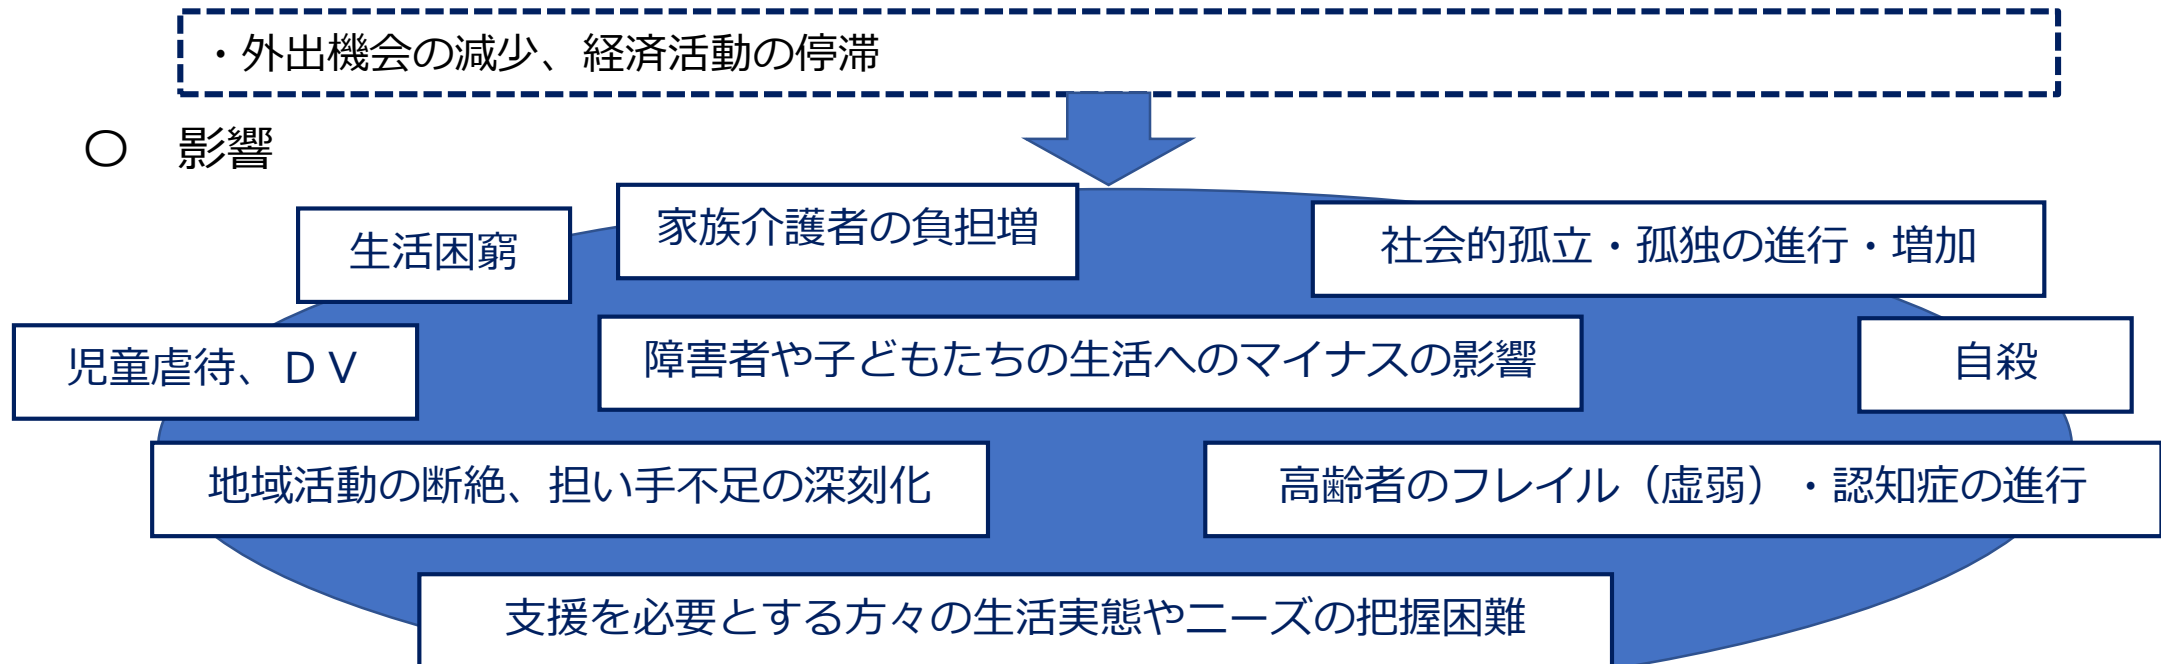 ・外出機会の減少、経済活動の停滞
〇　影響
家族介護者の負担増
生活困窮
社会的孤立・孤独の進行・増加
児童虐待、ＤＶ
障害者や子どもたちの生活へのマイナスの影響
自殺
地域活動の断絶、担い手不足の深刻化
高齢者のフレイル（虚弱）・認知症の進行
支援を必要とする方々の生活実態やニーズの把握困難